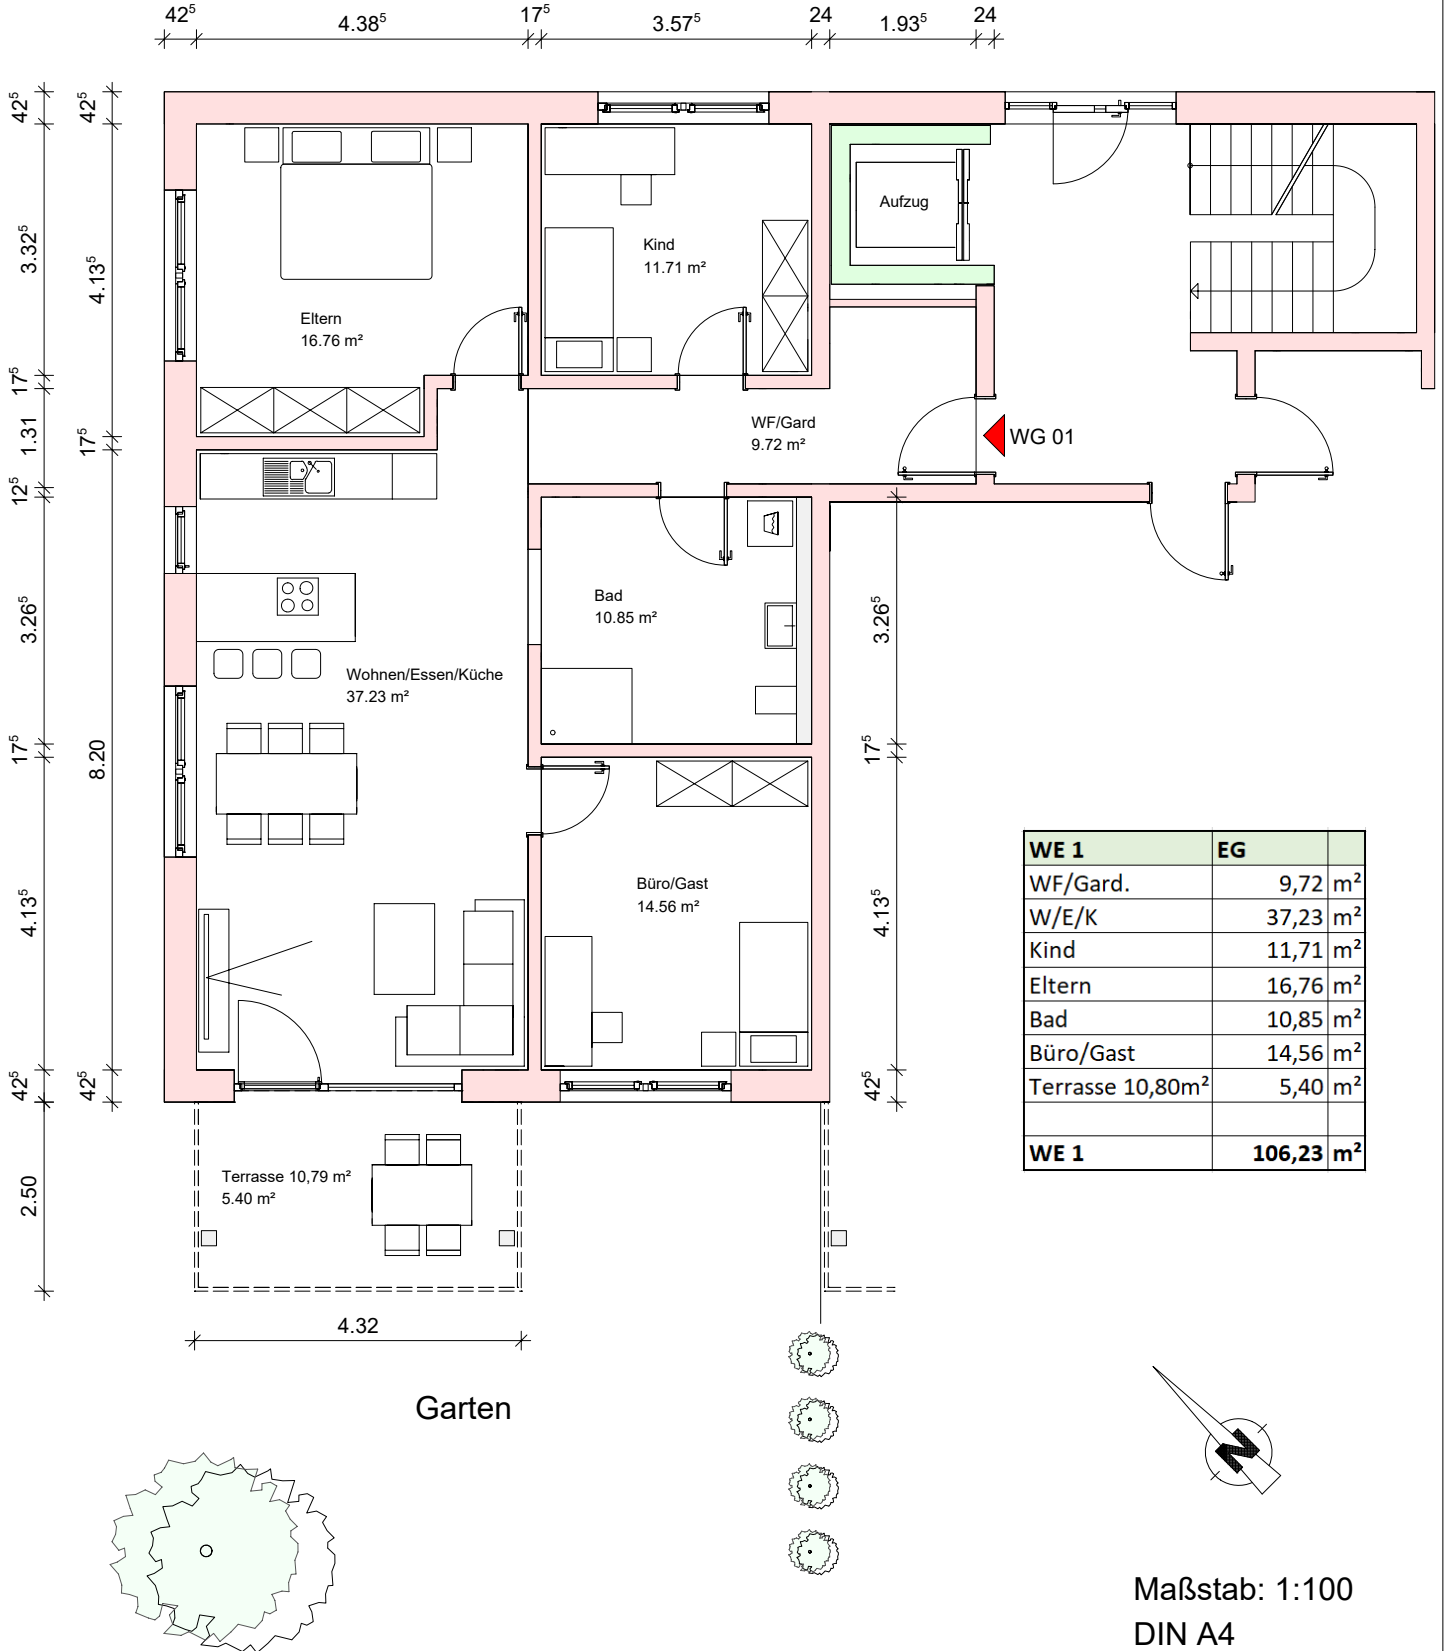 42⁵ 4.38⁵ 17⁵ 3.57⁵ 24 1.93⁵ 24
42⁵
3.32⁵
17⁵
1.31
12⁵
3.26⁵
17⁵
4.13⁵
42⁵
2.50
42⁵
4.13⁵
17⁵
8.20
42⁵
Eltern
16.76 m²
Kind
11.71 m²
Aufzug
WF/Gard
9.72 m²
WG 01
Bad
10.85 m²
Wohnen/Essen/Küche
37.23 m²
Büro/Gast
14.56 m²
3.26⁵
17⁵
4.13⁵
42⁵
WE 1 EG
WF/Gard. 9,72 m²
W/E/K 37,23 m²
Kind 11,71 m²
Eltern 16,76 m²
Bad 10,85 m²
Büro/Gast 14,56 m²
Terrasse 10,80m² 5,40 m²
WE 1 106,23 m²
Terrasse 10,79 m²
5.40 m²
4.32
Garten
N
Maßstab: 1:100
DIN A4